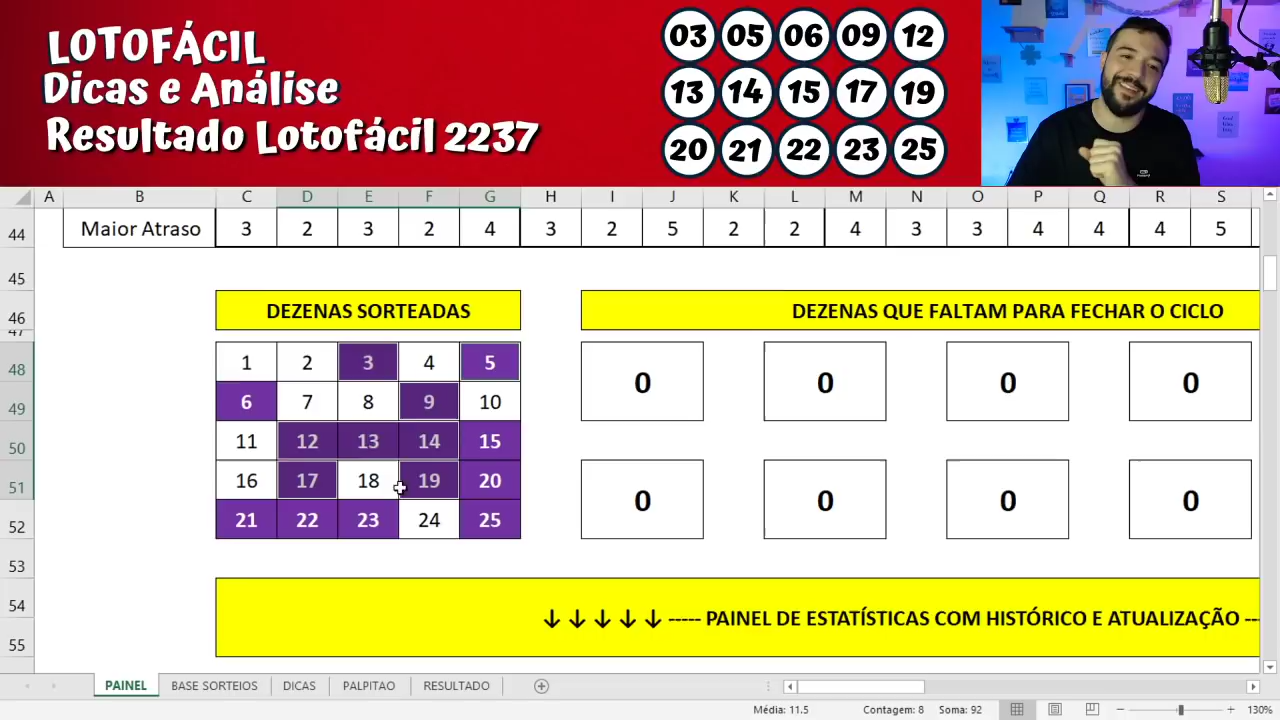 LOTOFÁCIL
Dicas e Análise
Resultado Lotofácil 2237
03 05 06 09 12
13 14 15 17 19
20 21 22 23 25
A B C D E F G H I J K L M N O P Q R S
44 Maior Atraso 3 2 3 2 4 3 2 5 2 2 4 3 3 4 4 4 5
45
46 DEZENAS SORTEADAS DEZENAS QUE FALTAM PARA FECHAR O CICLO
47
48 1 2 3 4 5 0 0 0 0
49 6 7 8 9 10
50 11 12 13 14 15
51 16 17 18 19 20 0 0 0 0
52 21 22 23 24 25
53
54 ↓ ↓ ↓ ↓ ↓ ----- PAINEL DE ESTATÍSTICAS COM HISTÓRICO E ATUALIZAÇÃO --
55
PAINEL BASE SORTEIOS DICAS PALPITAO RESULTADO
Média: 11.5 Contagem: 8 Soma: 92 130%